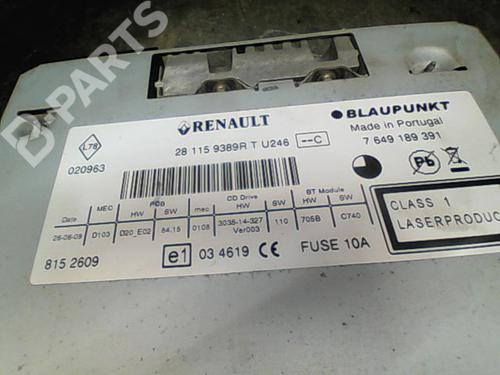 B-PARTS
RENAULT
BLAUPUNKT
L78
28 115 9389R T U246
--C
Made in Portugal
7 649 189 391
020963
Pb
Date MEC PCB HW SW mec CD Drive HW SW BT Module HW SW
26-06-09 D103 D20_E02 84.15 0108 3035-14-327 Ver003 110 705B C740
CLASS 1
LASERPRODUC
815 2609
e1
03 4619 CE
FUSE 10A